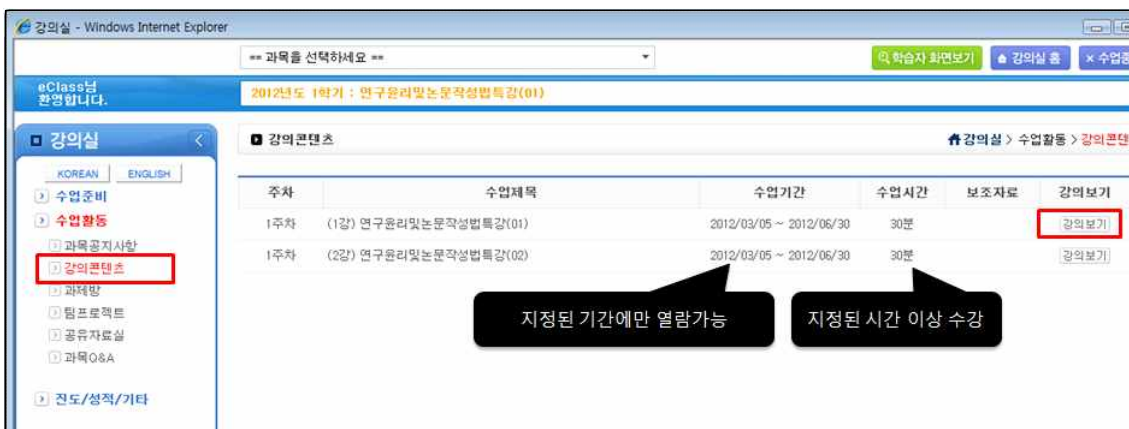 강의실 - Windows Internet Explorer
== 과목을 선택하세요 ==
학습자 화면보기
강의실 홈
× 수업종
eClass님
환영합니다.
2012년도 1학기 : 연구윤리및논문작성법특강(01)
강의실
강의콘텐츠
강의실 > 수업활동 > 강의콘텐
KOREAN ENGLISH
수업준비
수업활동
과목공지사항
강의콘텐츠
과제방
팀프로젝트
공유자료실
과목Q&A
진도/성적/기타
주차 수업제목 수업기간 수업시간 보조자료 강의보기
1주차 (1강) 연구윤리및논문작성법특강(01) 2012/03/05 ~ 2012/06/30 30분 강의보기
1주차 (2강) 연구윤리및논문작성법특강(02) 2012/03/05 ~ 2012/06/30 30분 강의보기
지정된 기간에만 열람가능
지정된 시간 이상 수강